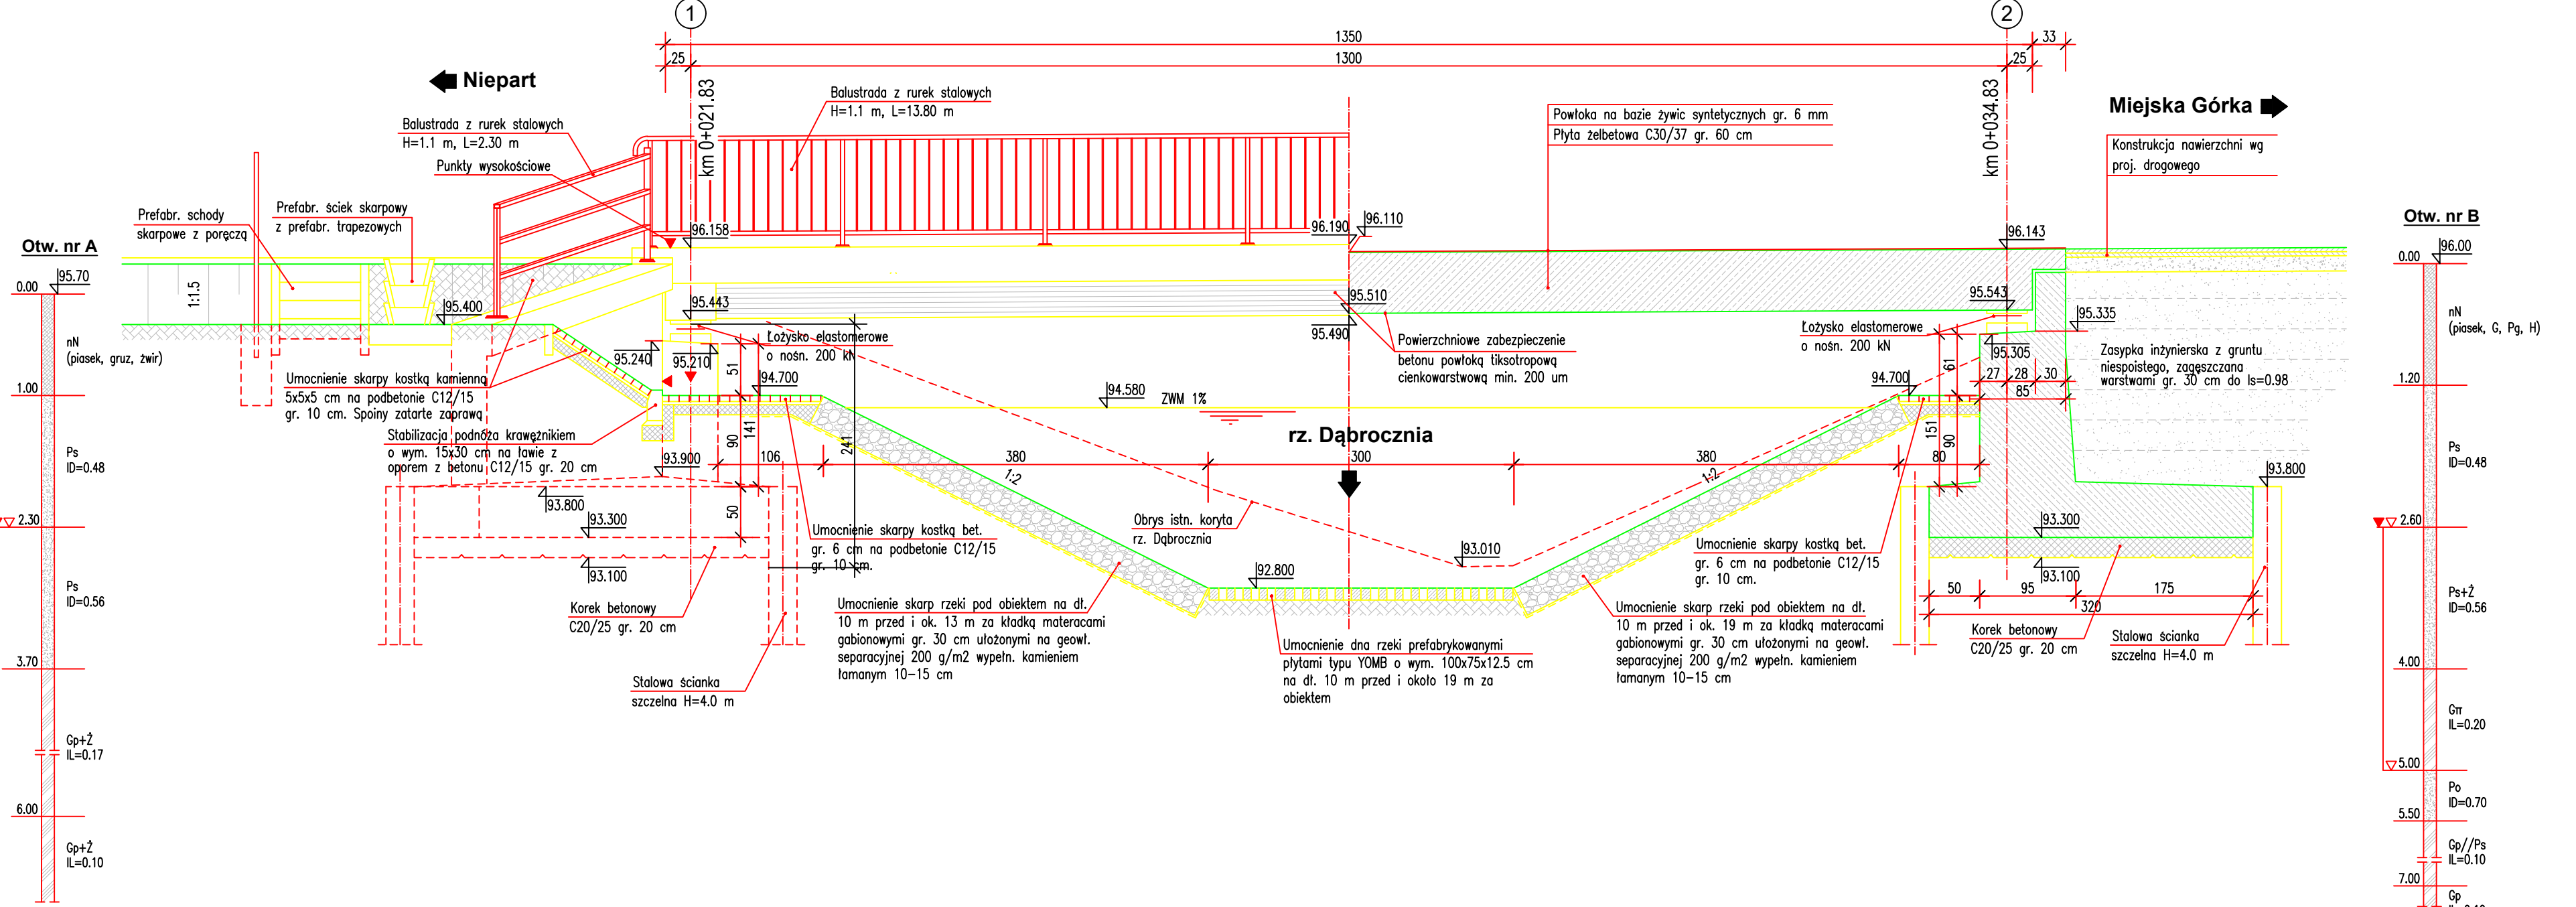 1
2
1350
33
25
1300
25
Niepart
Miejska Górka
km 0+021.83
km 0+034.83
Balustrada z rurek stalowych
H=1.1 m, L=13.80 m
Balustrada z rurek stalowych
H=1.1 m, L=2.30 m
Punkty wysokościowe
Powłoka na bazie żywic syntetycznych gr. 6 mm
Płyta żelbetowa C30/37 gr. 60 cm
Konstrukcja nawierzchni wg
proj. drogowego
Prefabr. schody
skarpowe z poręczą
Prefabr. ściek skarpowy
z prefabr. trapezowych
96.158
96.190
96.110
96.143
Otw. nr A
95.70
0.00
nN
(piasek, gruz, żwir)
1.00
Ps
ID=0.48
2.30
Ps
ID=0.56
3.70
Gp+Ż
IL=0.17
6.00
Gp+Ż
IL=0.10
Otw. nr B
96.00
0.00
nN
(piasek, G, Pg, H)
1.20
Ps
ID=0.48
2.60
Ps+Ż
ID=0.56
4.00
Gπ
IL=0.20
5.00
Po
ID=0.70
5.50
Gp//Ps
IL=0.10
7.00
Gp
1:1.5
95.400
95.443
95.510
95.490
95.543
95.335
95.305
95.240
95.210
Łożysko elastomerowe
o nośn. 200 kN
Powierzchniowe zabezpieczenie
betonu powłoką tiksotropową
cienkowarstwową min. 200 um
Łożysko elastomerowe
o nośn. 200 kN
Zasypka inżynierska z gruntu
niespoistego, zagęszczana
warstwami gr. 30 cm do Is=0.98
Umocnienie skarpy kostką kamienną
5x5x5 cm na podbetonie C12/15
gr. 10 cm. Spoiny zatarte zaprawą
51
94.700
94.580
ZWM 1%
94.700
61
27
28
30
85
Stabilizacja podnóża krawężnikiem
o wym. 15x30 cm na ławie z
oporem z betonu C12/15 gr. 20 cm
90
141
241
rz. Dąbrocznia
151
90
93.900
106
380
300
380
80
93.800
1:2
1:2
93.800
93.300
50
93.100
Umocnienie skarpy kostką bet.
gr. 6 cm na podbetonie C12/15
gr. 10 cm.
Obrys istn. koryta
rz. Dąbrocznia
93.010
92.800
Umocnienie skarpy kostką bet.
gr. 6 cm na podbetonie C12/15
gr. 10 cm.
93.300
93.100
50
95
175
320
Korek betonowy
C20/25 gr. 20 cm
Stalowa ścianka
szczelna H=4.0 m
Umocnienie skarp rzeki pod obiektem na dł.
10 m przed i ok. 13 m za kładką materacami
gabionowymi gr. 30 cm ułożonymi na geowł.
separacyjnej 200 g/m2 wypełn. kamieniem
łamanym 10-15 cm
Umocnienie dna rzeki prefabrykowanymi
płytami typu YOMB o wym. 100x75x12.5 cm
na dł. 10 m przed i około 19 m za
obiektem
Umocnienie skarp rzeki pod obiektem na dł.
10 m przed i ok. 19 m za kładką materacami
gabionowymi gr. 30 cm ułożonymi na geowł.
separacyjnej 200 g/m2 wypełn. kamieniem
łamanym 10-15 cm
Korek betonowy
C20/25 gr. 20 cm
Stalowa ścianka
szczelna H=4.0 m